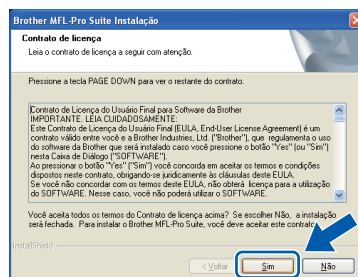 Brother MFL-Pro Suite Instalação
Contrato de licença
Leia o contrato de licença a seguir com atenção.
Pressione a tecla PAGE DOWN para ver o restante do contrato.
Contrato de Licença do Usuário Final para Software da Brother
IMPORTANTE. LEIA CUIDADOSAMENTE:
Este Contrato de Licença do Usuário Final (EULA, End-User License Agreement) é um
contrato válido entre você e a Brother Industries, Ltd. ("Brother"), que regulamenta o uso
do software da Brother que será instalado caso você pressione o botão "Yes" (ou "Sim")
nesta Caixa de Diálogo ("SOFTWARE").
Ao pressionar o botão "Yes" ("Sim") você concorda em aceitar os termos e condições
dispostos neste contrato, obrigando-se juridicamente às cláusulas deste EULA.
Se você não concordar com os termos deste EULA, não obterá licença para a utilização
do SOFTWARE. Nesse caso, você não poderá utilizar o SOFTWARE.
Você aceita todos os termos do Contrato de licença acima? Se escolher Não, a instalação
será fechada. Para instalar o Brother MFL-Pro Suite, você deve aceitar este contrato.
InstallShield
< Voltar
Sim
Não